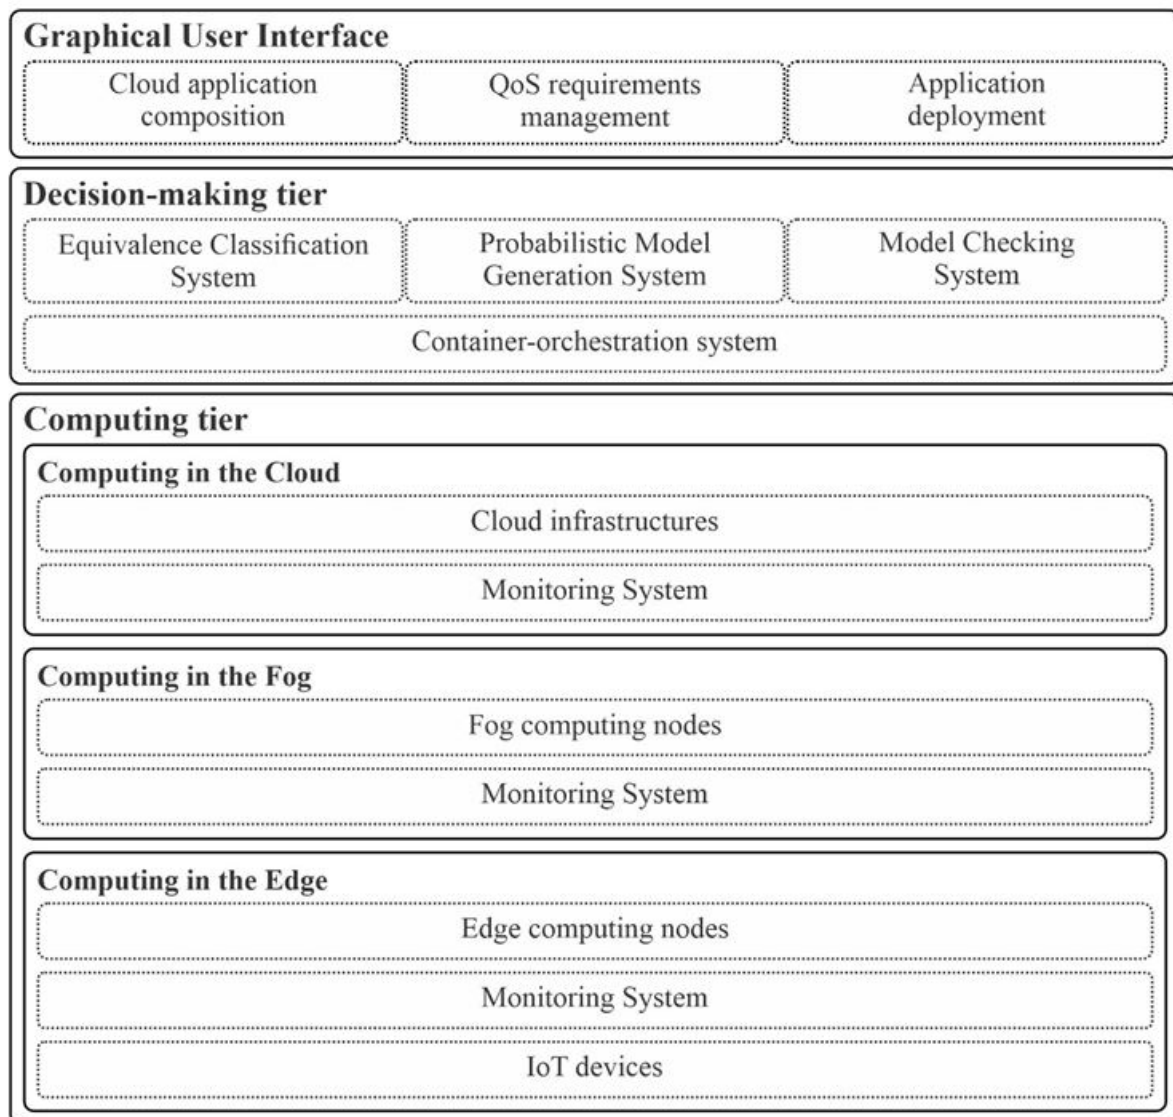 Graphical User Interface
Cloud application
composition
QoS requirements
management
Application
deployment
Decision-making tier
Equivalence Classification
System
Probabilistic Model
Generation System
Model Checking
System
Container-orchestration system
Computing tier
Computing in the Cloud
Cloud infrastructures
Monitoring System
Computing in the Fog
Fog computing nodes
Monitoring System
Computing in the Edge
Edge computing nodes
Monitoring System
IoT devices